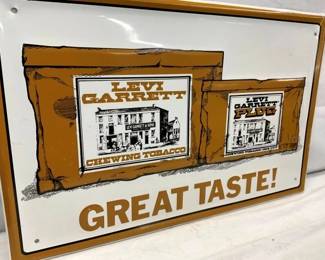 LEVI
GARRETT
CHEWING TOBACCO
LEVI
GARRETT
PLUG
GREAT TASTE!